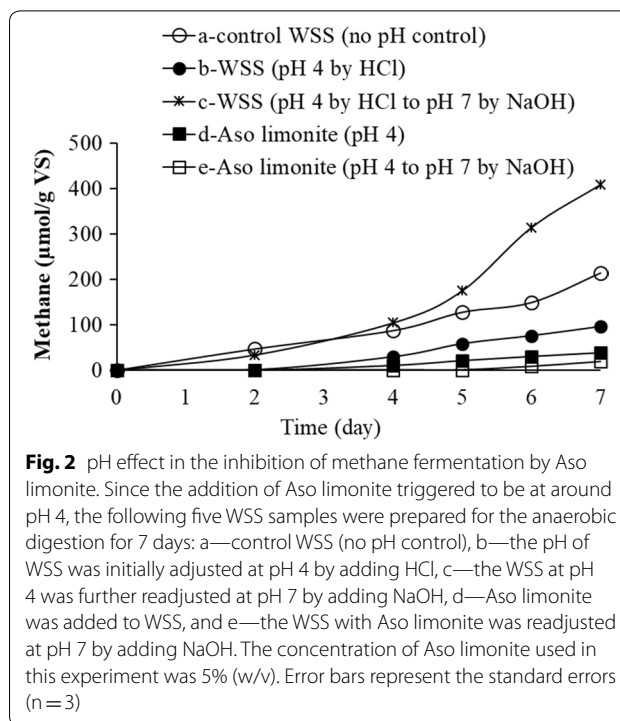 a-control WSS (no pH control)
b-WSS (pH 4 by HCl)
c-WSS (pH 4 by HCl to pH 7 by NaOH)
d-Aso limonite (pH 4)
e-Aso limonite (pH 4 to pH 7 by NaOH)
Methane (µmol/g VS)
500
400
300
200
100
0
0 1 2 3 4 5 6 7
Time (day)
Fig. 2 pH effect in the inhibition of methane fermentation by Aso
limonite. Since the addition of Aso limonite triggered to be at around
pH 4, the following five WSS samples were prepared for the anaerobic
digestion for 7 days: a—control WSS (no pH control), b—the pH of
WSS was initially adjusted at pH 4 by adding HCl, c—the WSS at pH
4 was further readjusted at pH 7 by adding NaOH, d—Aso limonite
was added to WSS, and e—the WSS with Aso limonite was readjusted
at pH 7 by adding NaOH. The concentration of Aso limonite used in
this experiment was 5% (w/v). Error bars represent the standard errors
(n = 3)